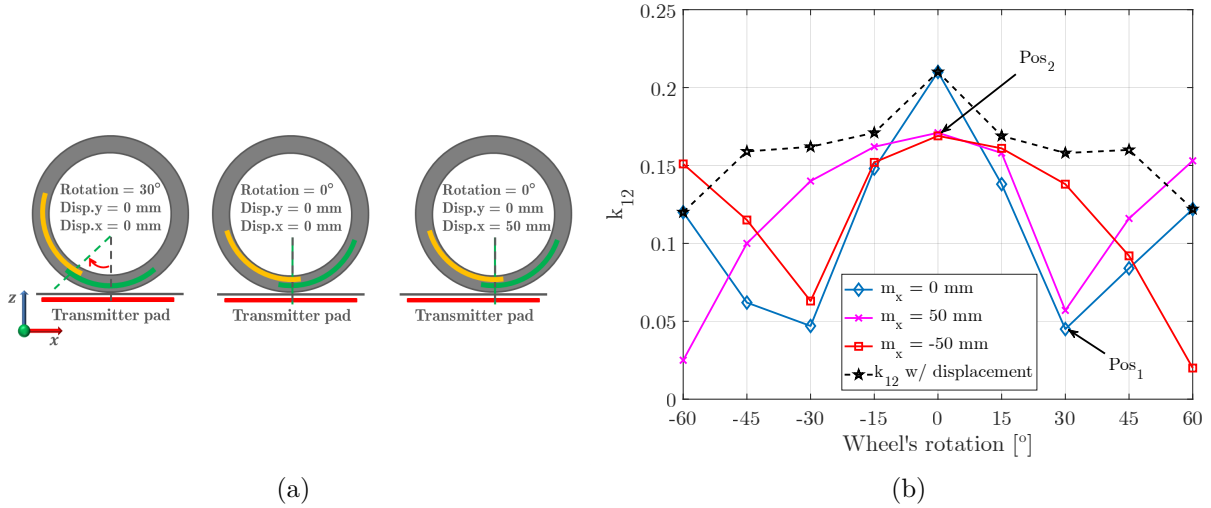 Rotation = 30°
Disp.y = 0 mm
Disp.x = 0 mm
Transmitter pad
z
x
Rotation = 0°
Disp.y = 0 mm
Disp.x = 0 mm
Transmitter pad
Rotation = 0°
Disp.y = 0 mm
Disp.x = 50 mm
Transmitter pad
(a)
k₁₂
0.25
0.2
0.15
0.1
0.05
0
Pos₂
Pos₁
m_x = 0 mm
m_x = 50 mm
m_x = -50 mm
k₁₂ w/ displacement
-60 -45 -30 -15 0 15 30 45 60
Wheel's rotation [°]
(b)